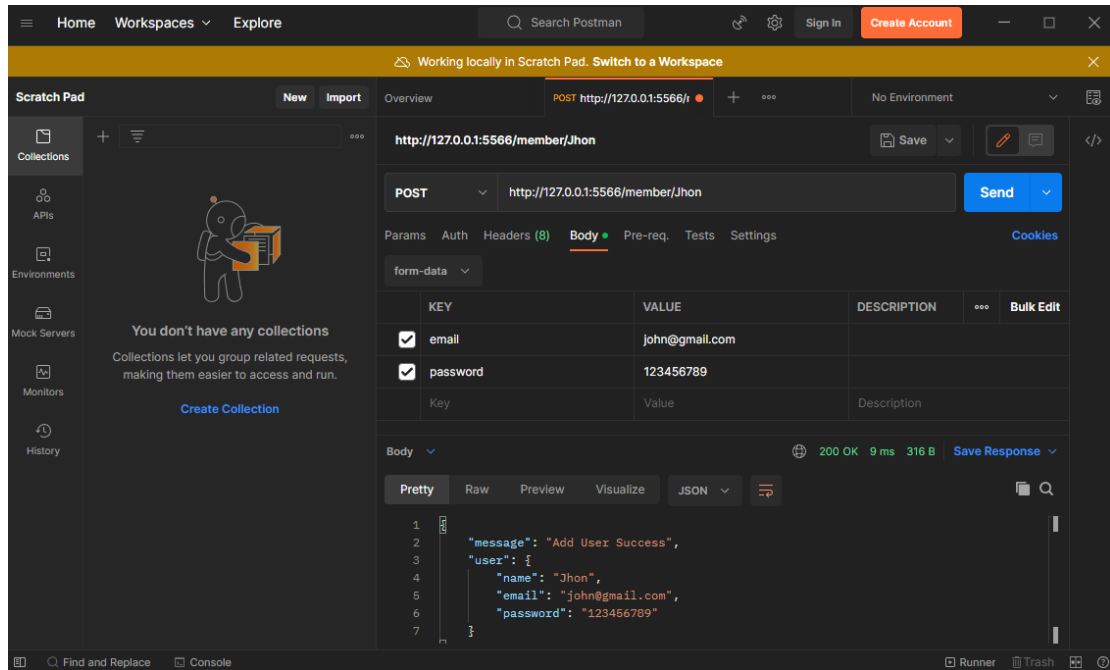 Home Workspaces Explore Search Postman Sign In Create Account
Working locally in Scratch Pad. Switch to a Workspace
Scratch Pad New Import Overview POST http://127.0.0.1:5566/r No Environment
Collections
APIs
Environments
Mock Servers
Monitors
History
You don't have any collections
Collections let you group related requests,
making them easier to access and run.
Create Collection
http://127.0.0.1:5566/member/Jhon Save
POST http://127.0.0.1:5566/member/Jhon Send
Params Auth Headers (8) Body Pre-req. Tests Settings Cookies
form-data
KEY VALUE DESCRIPTION Bulk Edit
email john@gmail.com
password 123456789
Key Value Description
Body 200 OK 9 ms 316 B Save Response
Pretty Raw Preview Visualize JSON
1 {
2 "message": "Add User Success",
3 "user": {
4 "name": "Jhon",
5 "email": "john@gmail.com",
6 "password": "123456789"
7 }
Find and Replace Console Runner Trash